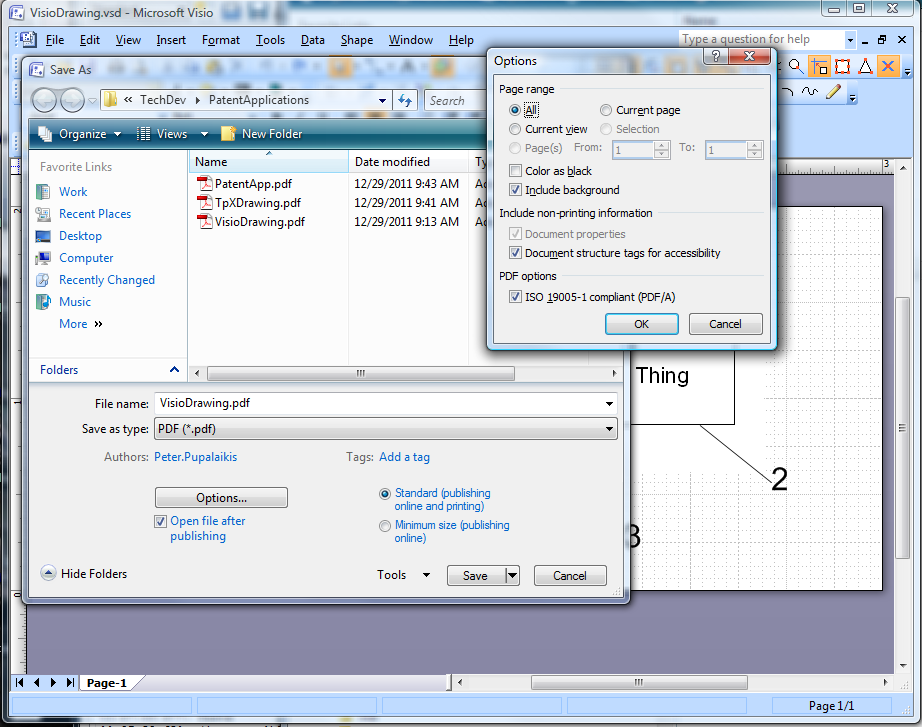 VisioDrawing.vsd - Microsoft Visio
File Edit View Insert Format Tools Data Shape Window Help
Type a question for help
Save As
« TechDev PatentApplications
Search
Organize Views New Folder
Favorite Links
Work
Recent Places
Desktop
Computer
Recently Changed
Music
More »
Folders
Name Date modified Ty
PatentApp.pdf 12/29/2011 9:43 AM Ad
TpXDrawing.pdf 12/29/2011 9:41 AM Ad
VisioDrawing.pdf 12/29/2011 9:13 AM Ad
File name: VisioDrawing.pdf
Save as type: PDF (*.pdf)
Authors: Peter.Pupalaikis
Tags: Add a tag
Options...
Open file after
publishing
Standard (publishing
online and printing)
Minimum size (publishing
online)
Hide Folders
Tools Save Cancel
Options
?
Page range
All Current page
Current view Selection
Page(s) From: 1 To: 1
Color as black
Include background
Include non-printing information
Document properties
Document structure tags for accessibility
PDF options
ISO 19005-1 compliant (PDF/A)
OK Cancel
3
Thing
2
3
Page-1
Page 1/1